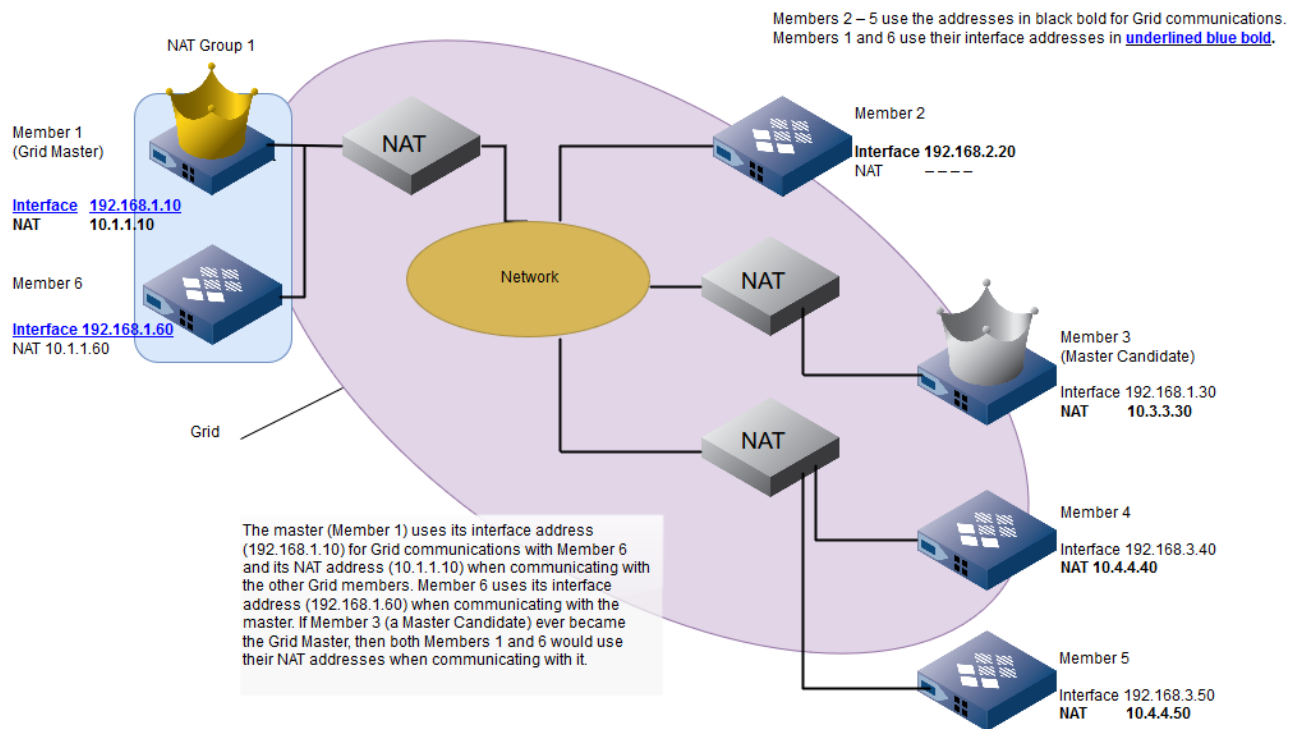 Members 2 – 5 use the addresses in black bold for Grid communications.
Members 1 and 6 use their interface addresses in underlined blue bold.
NAT Group 1
Member 1
(Grid Master)
Interface 192.168.1.10
NAT 10.1.1.10
Member 6
Interface 192.168.1.60
NAT 10.1.1.60
NAT
Network
Member 2
Interface 192.168.2.20
NAT – – – –
NAT
Member 3
(Master Candidate)
Interface 192.168.1.30
NAT 10.3.3.30
Grid
NAT
Member 4
Interface 192.168.3.40
NAT 10.4.4.40
Member 5
Interface 192.168.3.50
NAT 10.4.4.50
The master (Member 1) uses its interface address
(192.168.1.10) for Grid communications with Member 6
and its NAT address (10.1.1.10) when communicating with
the other Grid members. Member 6 uses its interface
address (192.168.1.60) when communicating with the
master. If Member 3 (a Master Candidate) ever became
the Grid Master, then both Members 1 and 6 would use
their NAT addresses when communicating with it.